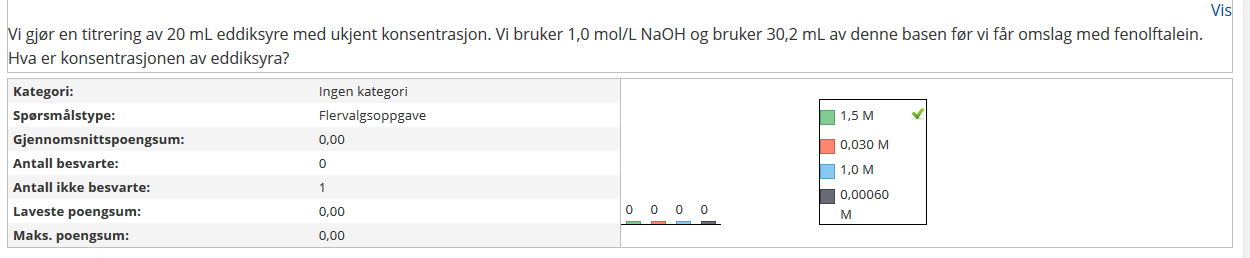 Vis
Vi gjør en titrering av 20 mL eddiksyre med ukjent konsentrasjon. Vi bruker 1,0 mol/L NaOH og bruker 30,2 mL av denne basen før vi får omslag med fenolftalein.
Hva er konsentrasjonen av eddiksyra?
Kategori: Ingen kategori
Spørsmålstype: Flervalgsoppgave
Gjennomsnittspoengsum: 0,00
Antall besvarte: 0
Antall ikke besvarte: 1
Laveste poengsum: 0,00
Maks. poengsum: 0,00
0 0 0 0
1,5 M
0,030 M
1,0 M
0,00060
M